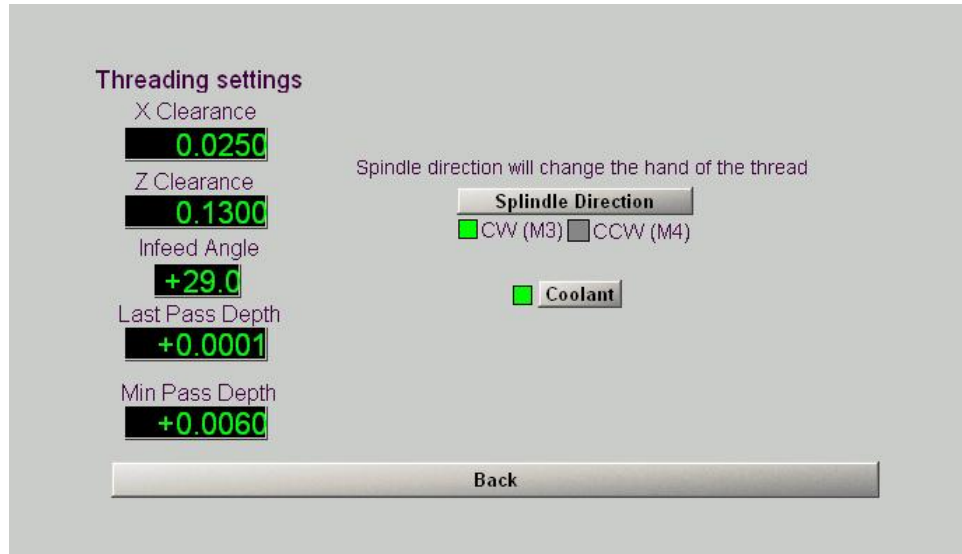 Threading settings
X Clearance
0.0250
Z Clearance
0.1300
Infeed Angle
+29.0
Last Pass Depth
+0.0001
Min Pass Depth
+0.0060
Spindle direction will change the hand of the thread
Splindle Direction
CW (M3) CCW (M4)
Coolant
Back